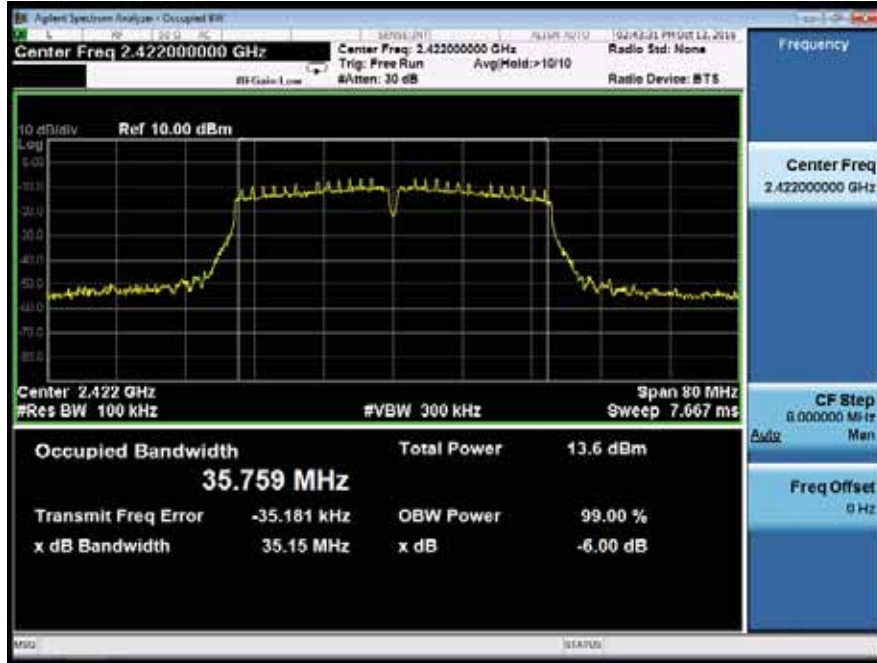 Agilent Spectrum Analyzer - Occupied BW
Center Freq 2.422000000 GHz
Center Freq: 2.422000000 GHz
Radio Std: None
Trig: Free Run
Avg|Hold:>10/10
#IFGain:Low
#Atten: 30 dB
Radio Device: BTS
Frequency
10 dB/div
Ref 10.00 dBm
Log
Center Freq
2.422000000 GHz
Center 2.422 GHz
Span 80 MHz
#Res BW 100 kHz
#VBW 300 kHz
Sweep 7.667 ms
CF Step
8.000000 MHz
Auto
Man
Occupied Bandwidth
35.759 MHz
Total Power
13.6 dBm
Freq Offset
0 Hz
Transmit Freq Error
-35.181 kHz
OBW Power
99.00 %
x dB Bandwidth
35.15 MHz
x dB
-6.00 dB
MSG
STATUS